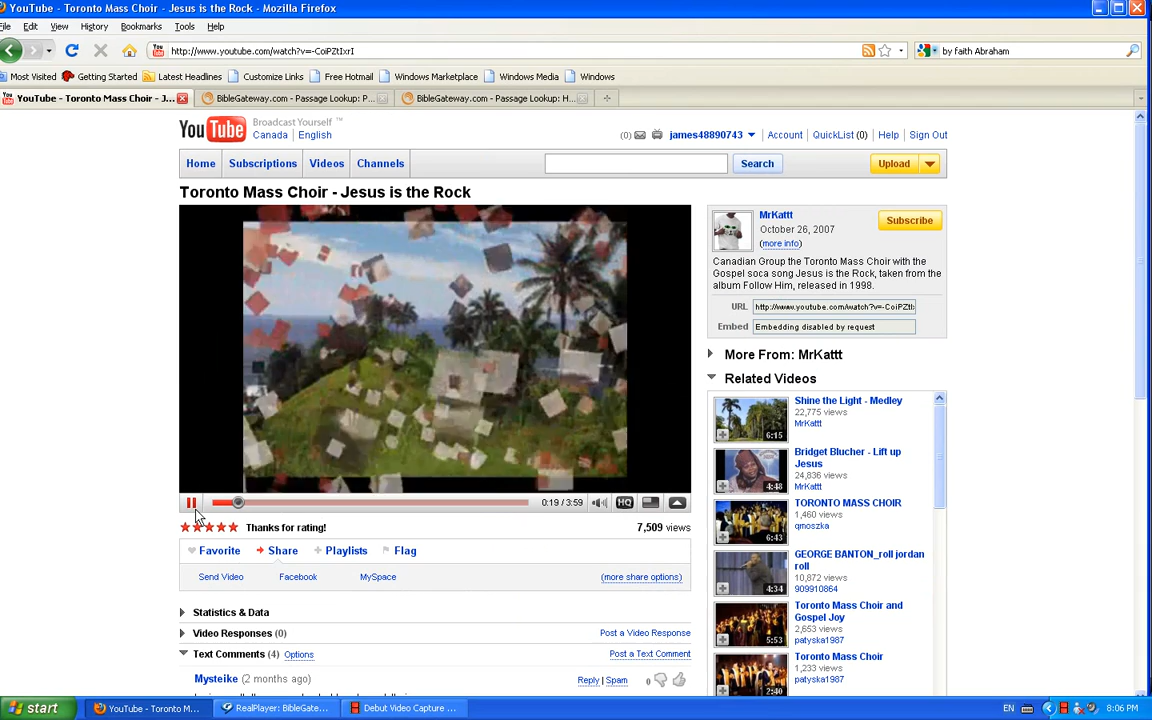 YouTube - Toronto Mass Choir - Jesus is the Rock - Mozilla Firefox
File Edit View History Bookmarks Tools Help
http://www.youtube.com/watch?v=-CoiPZtIxrI
by faith Abraham
Most Visited Getting Started Latest Headlines Customize Links Free Hotmail Windows Marketplace Windows Media Windows
YouTube - Toronto Mass Choir - J... BibleGateway.com - Passage Lookup: P... BibleGateway.com - Passage Lookup: H...
YouTube
Broadcast Yourself ™
Canada English
(0) james48890743 Account QuickList (0) Help Sign Out
Home Subscriptions Videos Channels Search Upload
Toronto Mass Choir - Jesus is the Rock
0:19 / 3:59 HQ
Thanks for rating! 7,509 views
Favorite Share Playlists Flag
Send Video Facebook MySpace (more share options)
Statistics & Data
Video Responses (0) Post a Video Response
Text Comments (4) Options Post a Text Comment
Mysteike (2 months ago) Reply | Spam 0
MrKattt
October 26, 2007
(more info)
Subscribe
Canadian Group the Toronto Mass Choir with the
Gospel soca song Jesus is the Rock, taken from the
album Follow Him, released in 1998.
URL http://www.youtube.com/watch?v=-CoiPZtI
Embed Embedding disabled by request
More From: MrKattt
Related Videos
Shine the Light - Medley
22,775 views
MrKattt
6:15
Bridget Blucher - Lift up
Jesus
24,836 views
MrKattt
4:48
TORONTO MASS CHOIR
1,460 views
qmoszka
6:43
GEORGE BANTON_roll jordan
roll
10,872 views
909910864
4:34
Toronto Mass Choir and
Gospel Joy
2,653 views
patyska1987
5:53
Toronto Mass Choir
1,233 views
patyska1987
2:40
start YouTube - Toronto M... RealPlayer: BibleGate... Debut Video Capture ... EN 8:06 PM